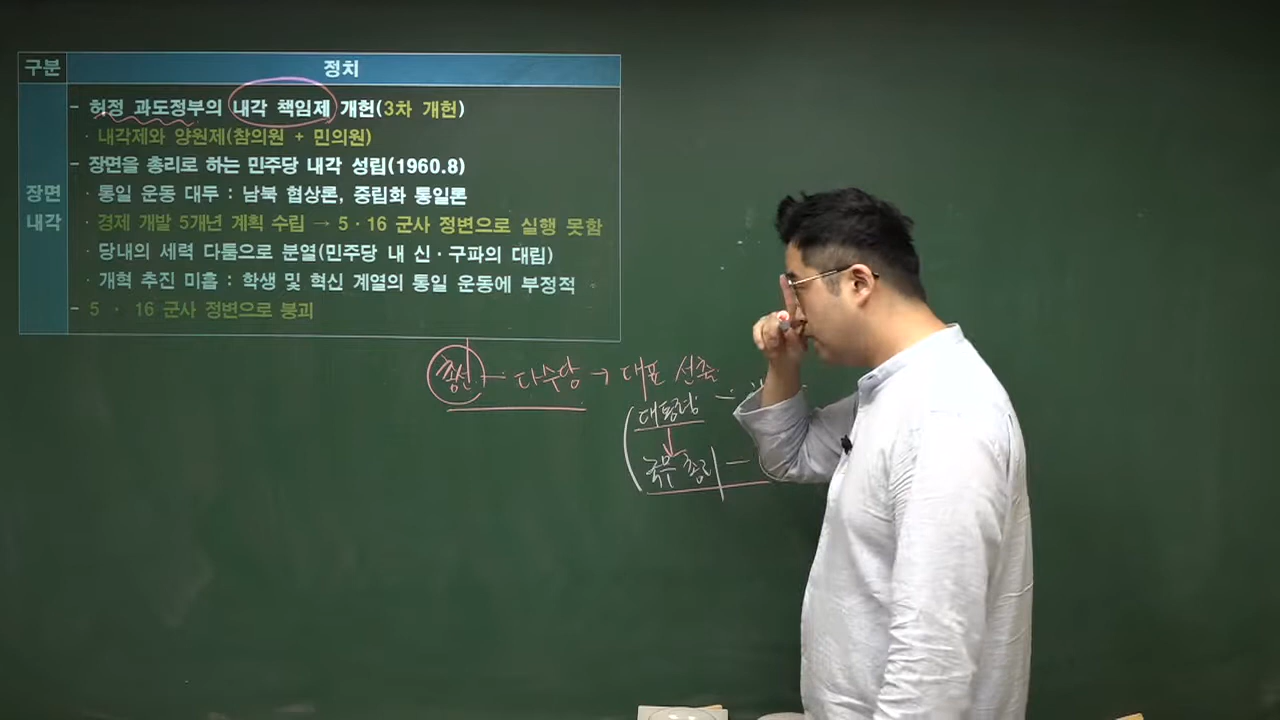 구분 정치
- 허정 과도정부의 내각 책임제 개헌(3차 개헌)
· 내각제와 양원제(참의원 + 민의원)
- 장면을 총리로 하는 민주당 내각 성립(1960.8)
장면 내각
· 통일 운동 대두 : 남북 협상론, 중립화 통일론
· 경제 개발 5개년 계획 수립 → 5·16 군사 정변으로 실행 못함
· 당내의 세력 다툼으로 분열(민주당 내 신·구파의 대립)
· 개혁 추진 미흡 : 학생 및 혁신 계열의 통일 운동에 부정적
- 5 · 16 군사 정변으로 붕괴
총선 - 다수당 → 대표 선출
대통령 -
국무총리 -